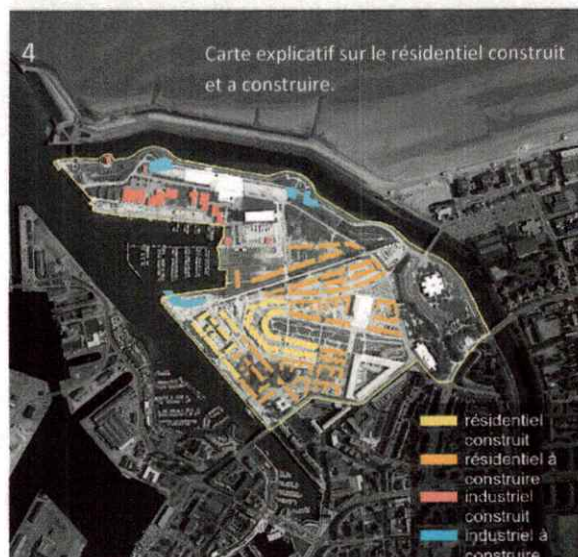 4
Carte explicatif sur le résidentiel construit
et a construire.
résidentiel
construit
résidentiel à
construire
industriel
construit
industriel à
construire